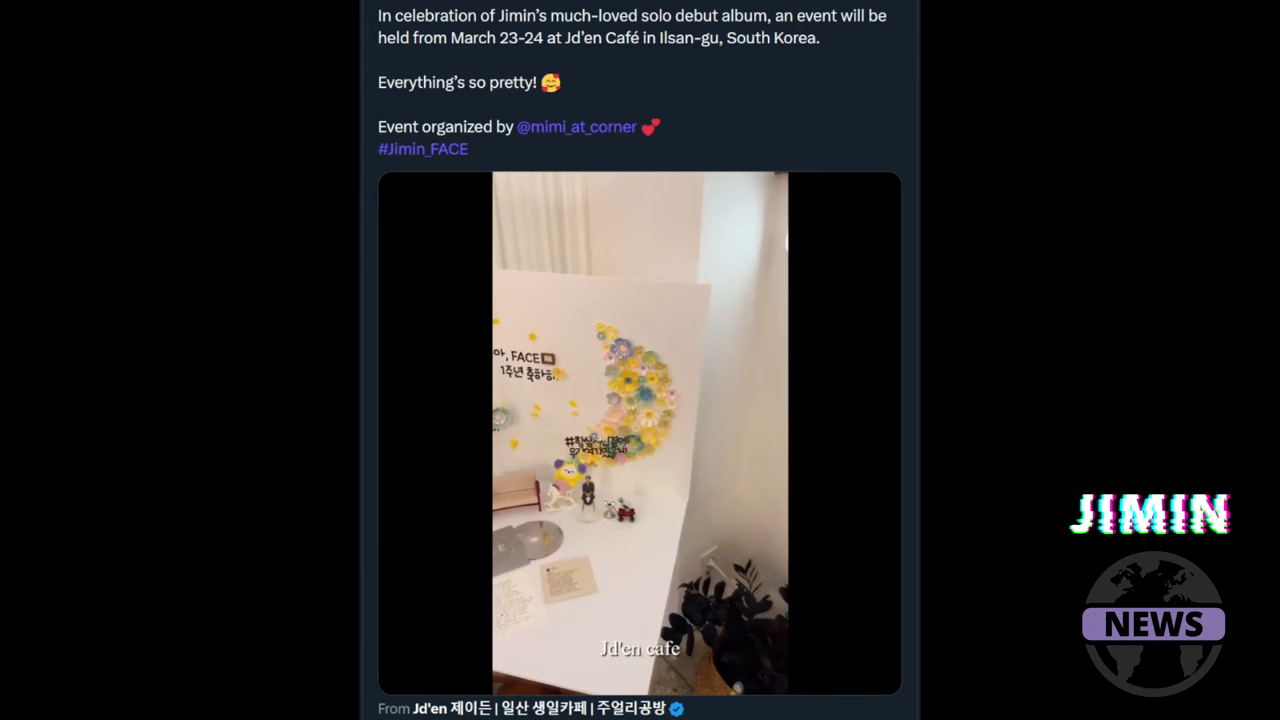 In celebration of Jimin’s much-loved solo debut album, an event will be
held from March 23-24 at Jd’en Café in Ilsan-gu, South Korea.
Everything’s so pretty! 🥰
Event organized by @mimi_at_corner 💕
#Jimin_FACE
아, FACE
1주년 축하해
Jd'en cafe
From Jd'en 제이든 | 일산 생일카페 | 주얼리공방
JIMIN
NEWS